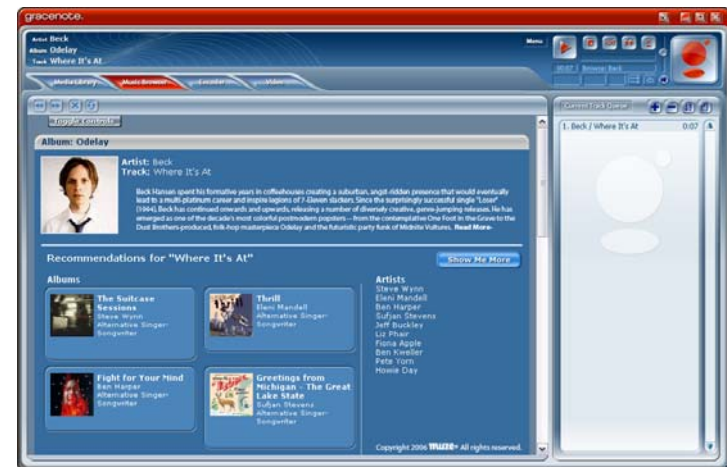 gracenote.
Artist Beck
Album Odelay
Track Where It's At
Menu
00:07 Browse: Beck
Media Library
Music Browser
Encoder
Video
Toggle Controls
Current Track Queue
1. Beck / Where It's At 0:07
Album: Odelay
Artist: Beck
Track: Where It's At
Beck Hansen spent his formative years in coffeehouses creating a suburban, angst-ridden presence that would eventually
lead to a multi-platinum career and inspire legions of 7-Eleven slackers. Since the surprisingly successful single "Loser"
(1994), Beck has continued onwards and upwards, releasing a number of diversely creative, genre-jumping releases. He has
emerged as one of the decade's most colorful postmodern popsters -- from the contemplative One Foot in the Grave to the
Dust Brothers-produced, folk-hop masterpiece Odelay and the futuristic party funk of Midnite Vultures. Read More›
Recommendations for "Where It's At"
Show Me More
Albums
The Suitcase
Sessions
Steve Wynn
Alternative Singer-
Songwriter
Thrill
Eleni Mandell
Alternative Singer-
Songwriter
Fight for Your Mind
Ben Harper
Alternative Singer-
Songwriter
Greetings from
Michigan - The Great
Lake State
Sufjan Stevens
Alternative Singer-
Songwriter
Artists
Steve Wynn
Eleni Mandell
Ben Harper
Sufjan Stevens
Jeff Buckley
Liz Phair
Fiona Apple
Ben Kweller
Pete Yorn
Howie Day
Copyright 2006 MUZE® All rights reserved.